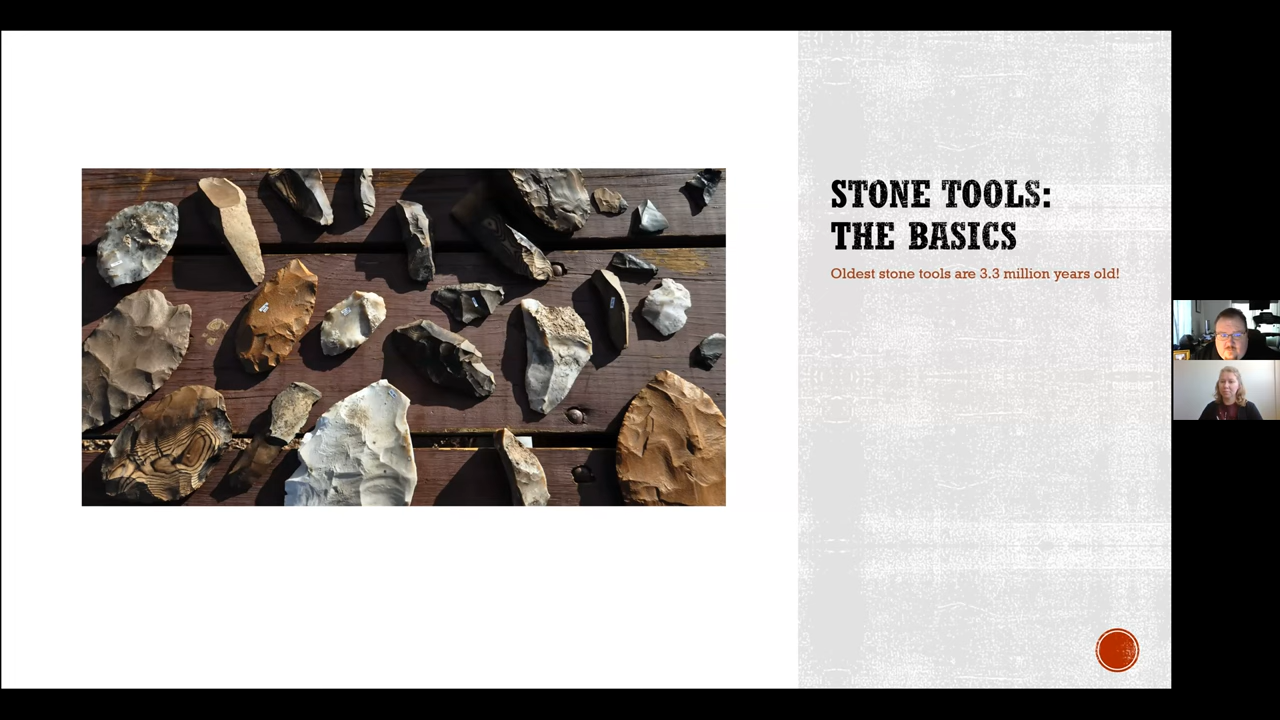 STONE TOOLS:
THE BASICS
Oldest stone tools are 3.3 million years old!